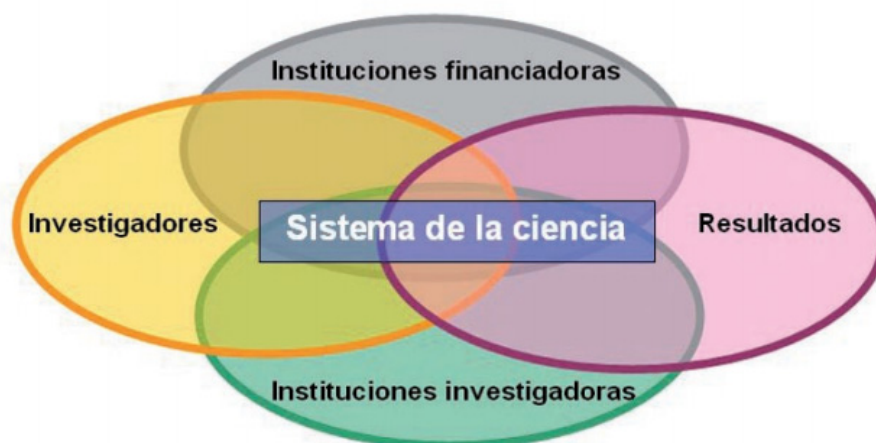 Instituciones financiadoras
Investigadores
Sistema de la ciencia
Resultados
Instituciones investigadoras